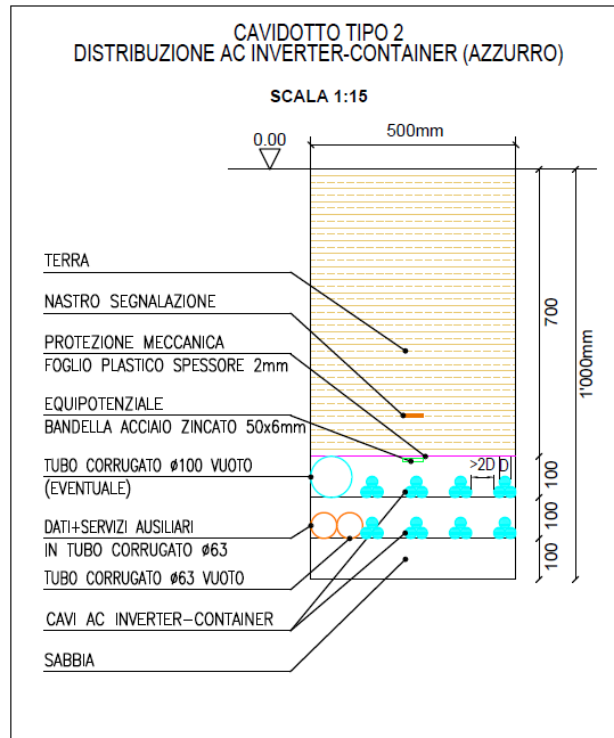 CAVIDOTTO TIPO 2
DISTRIBUZIONE AC INVERTER-CONTAINER (AZZURRO)
SCALA 1:15
0.00
500mm
TERRA
NASTRO SEGNALAZIONE
PROTEZIONE MECCANICA
FOGLIO PLASTICO SPESSORE 2mm
EQUIPOTENZIALE
BANDELLA ACCIAIO ZINCATO 50x6mm
TUBO CORRUGATO ø100 VUOTO
(EVENTUALE)
DATI+SERVIZI AUSILIARI
IN TUBO CORRUGATO ø63
TUBO CORRUGATO ø63 VUOTO
CAVI AC INVERTER-CONTAINER
SABBIA
>2D
D
700
100
100
100
1'000mm